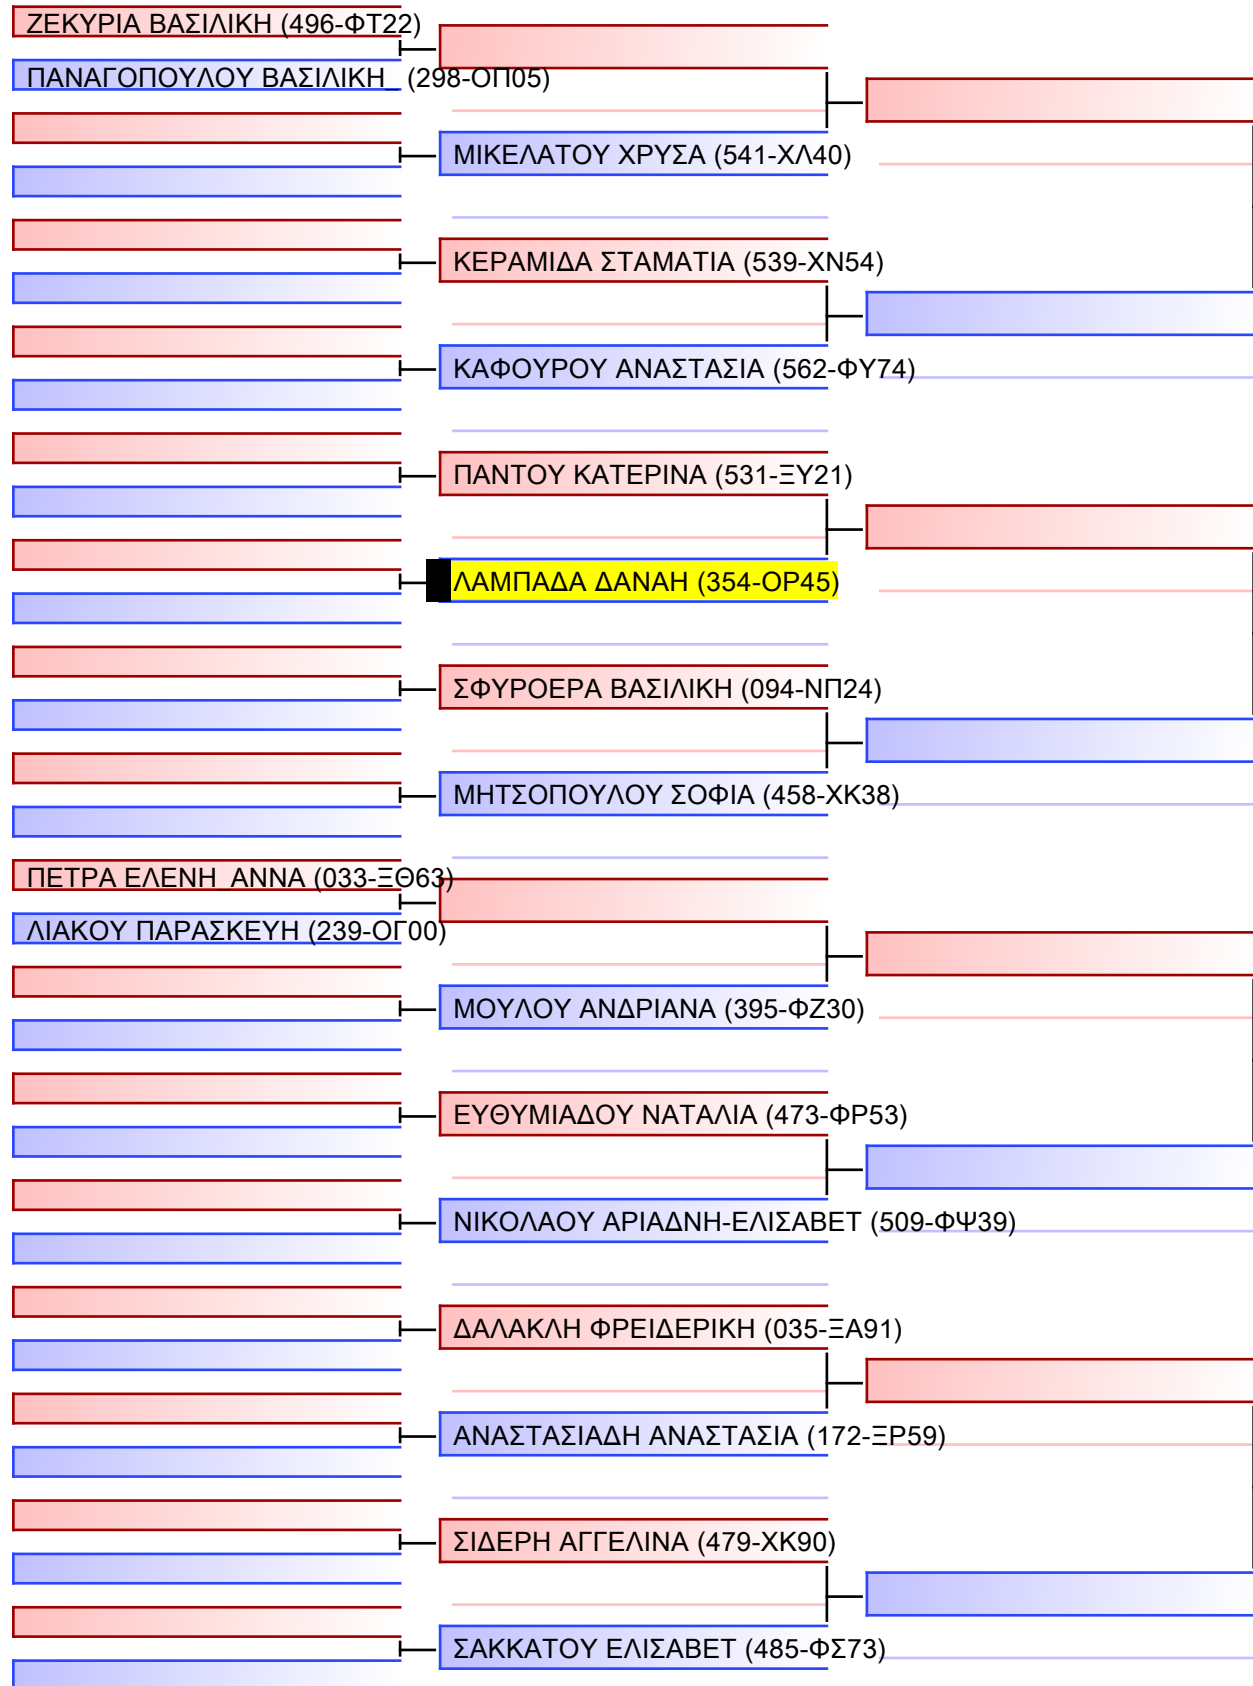 ΖΕΚΥΡΙΑ ΒΑΣΙΛΙΚΗ (496-ΦΤ22)
ΠΑΝΑΓΟΠΟΥΛΟΥ ΒΑΣΙΛΙΚΗ_ (298-ΟΠ05)
ΜΙΚΕΛΑΤΟΥ ΧΡΥΣΑ (541-ΧΛ40)
ΚΕΡΑΜΙΔΑ ΣΤΑΜΑΤΙΑ (539-ΧΝ54)
ΚΑΦΟΥΡΟΥ ΑΝΑΣΤΑΣΙΑ (562-ΦΥ74)
ΠΑΝΤΟΥ ΚΑΤΕΡΙΝΑ (531-ΞΥ21)
ΛΑΜΠΑΔΑ ΔΑΝΑΗ (354-ΟΡ45)
ΣΦΥΡΟΕΡΑ ΒΑΣΙΛΙΚΗ (094-ΝΠ24)
ΜΗΤΣΟΠΟΥΛΟΥ ΣΟΦΙΑ (458-ΧΚ38)
ΠΕΤΡΑ ΕΛΕΝΗ_ΑΝΝΑ (033-ΞΘ63)
ΛΙΑΚΟΥ ΠΑΡΑΣΚΕΥΗ (239-ΟΓ00)
ΜΟΥΛΟΥ ΑΝΔΡΙΑΝΑ (395-ΦΖ30)
ΕΥΘΥΜΙΑΔΟΥ ΝΑΤΑΛΙΑ (473-ΦΡ53)
ΝΙΚΟΛΑΟΥ ΑΡΙΑΔΝΗ-ΕΛΙΣΑΒΕΤ (509-ΦΨ39)
ΔΑΛΑΚΛΗ ΦΡΕΙΔΕΡΙΚΗ (035-ΞΑ91)
ΑΝΑΣΤΑΣΙΑΔΗ ΑΝΑΣΤΑΣΙΑ (172-ΞΡ59)
ΣΙΔΕΡΗ ΑΓΓΕΛΙΝΑ (479-ΧΚ90)
ΣΑΚΚΑΤΟΥ ΕΛΙΣΑΒΕΤ (485-ΦΣ73)